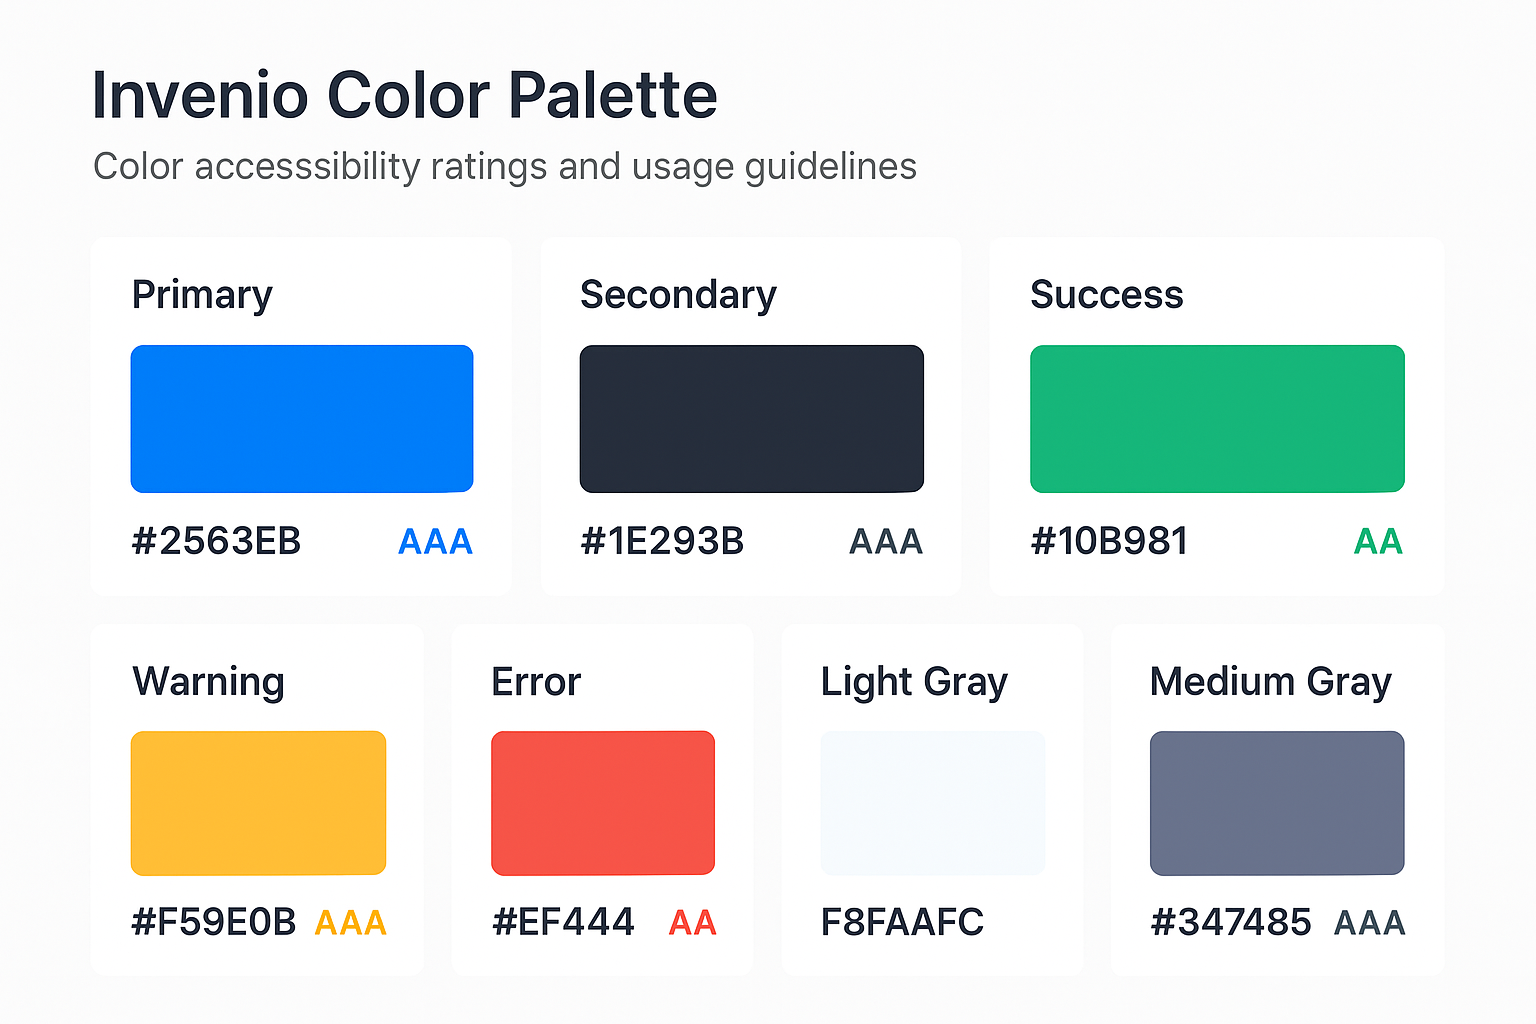 Invenio Color Palette
Color accesssibility ratings and usage guidelines
Primary
#2563EB AAA
Secondary
#1E293B AAA
Success
#10B981 AA
Warning
#F59E0B AAA
Error
#EF444 AA
Light Gray
F8FAAFC
Medium Gray
#347485 AAA